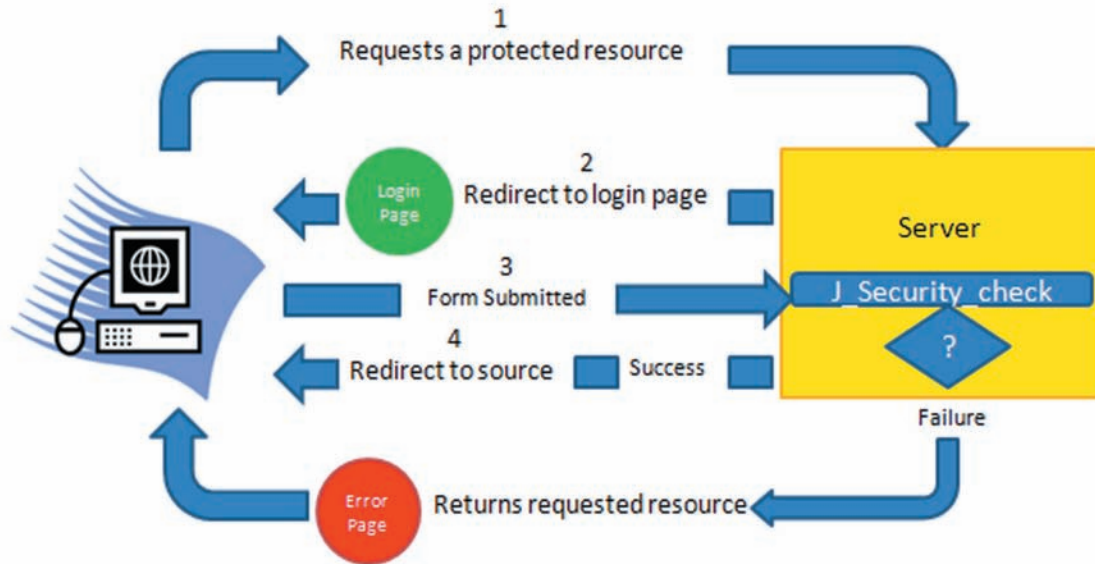 1
Requests a protected resource
2
Login
Page
Redirect to login page
Server
3
Form Submitted
J_Security_check
4
Redirect to source
Success
?
Failure
Error
Page
Returns requested resource